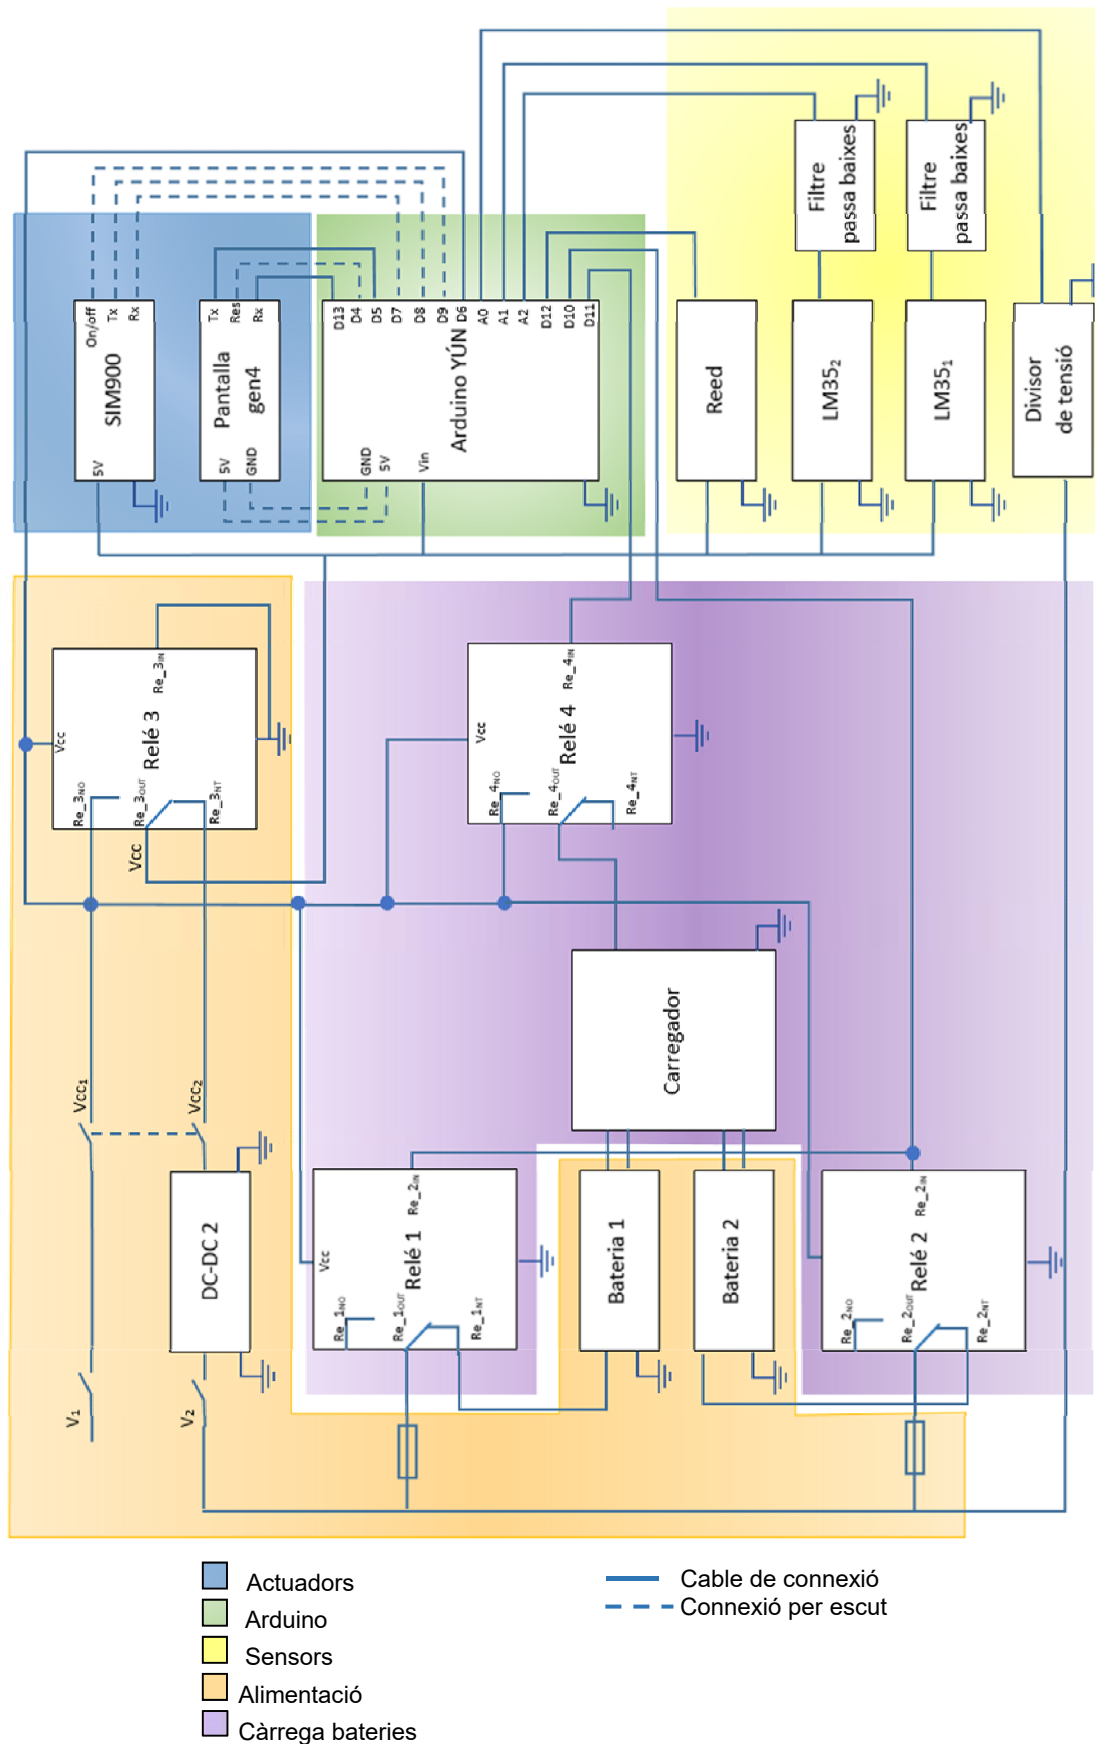 Filtre
passa baixes
Filtre
passa baixes
On/off
Tx
Rx
SIM900
5V
Tx
Res
Rx
Pantalla
gen4
5V
GND
D13
D4
D5
D7
D8
D9
D6
A0
A1
A2
D12
D10
D11
Arduino YÚN
GND
5V
Vin
Reed
LM35₂
LM35₁
Divisor
de tensió
Re_3IN
Vcc
Relé 3
Re_3NO
Re_3OUT
Re_3NT
Vcc
Re_4IN
Vcc
Relé 4
Re_4NO
Re_4OUT
Re_4NT
Carregador
Vcc₁
Vcc₂
DC-DC 2
V₁
V₂
Re_2IN
Vcc
Relé 1
Re_1NO
Re_1OUT
Re_1NT
Bateria 1
Bateria 2
Re_2IN
Relé 2
Re_2NO
Re_2OUT
Re_2NT
Actuadors
Arduino
Sensors
Alimentació
Càrrega bateries
Cable de connexió
Connexió per escut